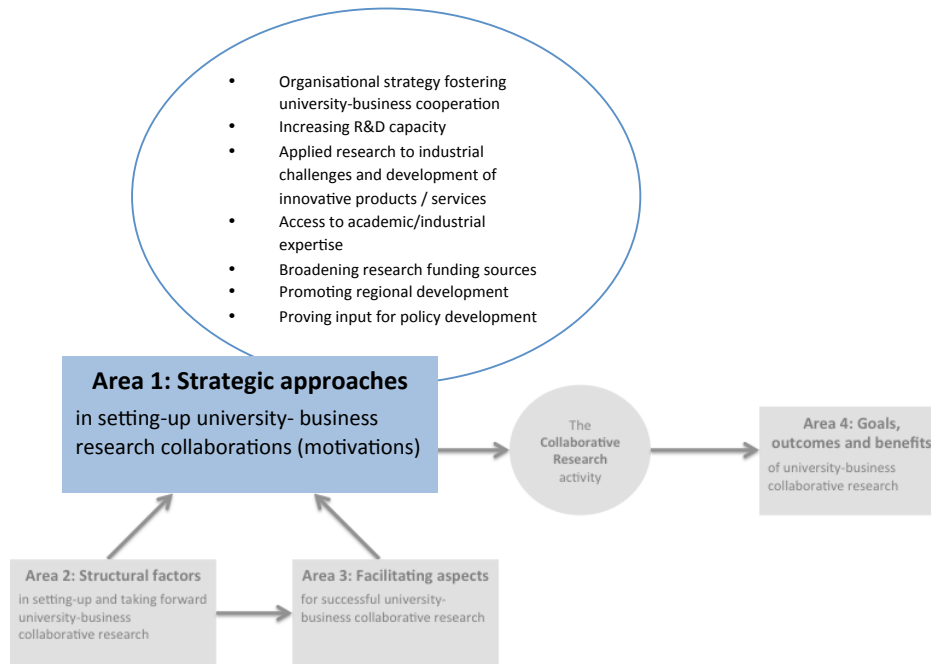 • Organisational strategy fostering
university-business cooperation
• Increasing R&D capacity
• Applied research to industrial
challenges and development of
innovative products / services
• Access to academic/industrial
expertise
• Broadening research funding sources
• Promoting regional development
• Proving input for policy development
Area 1: Strategic approaches
in setting-up university- business
research collaborations (motivations)
The
Collaborative
Research
activity
Area 4: Goals,
outcomes and benefits
of university-business
collaborative research
Area 2: Structural factors
in setting-up and taking forward
university-business
collaborative research
Area 3: Facilitating aspects
for successful university-
business collaborative research